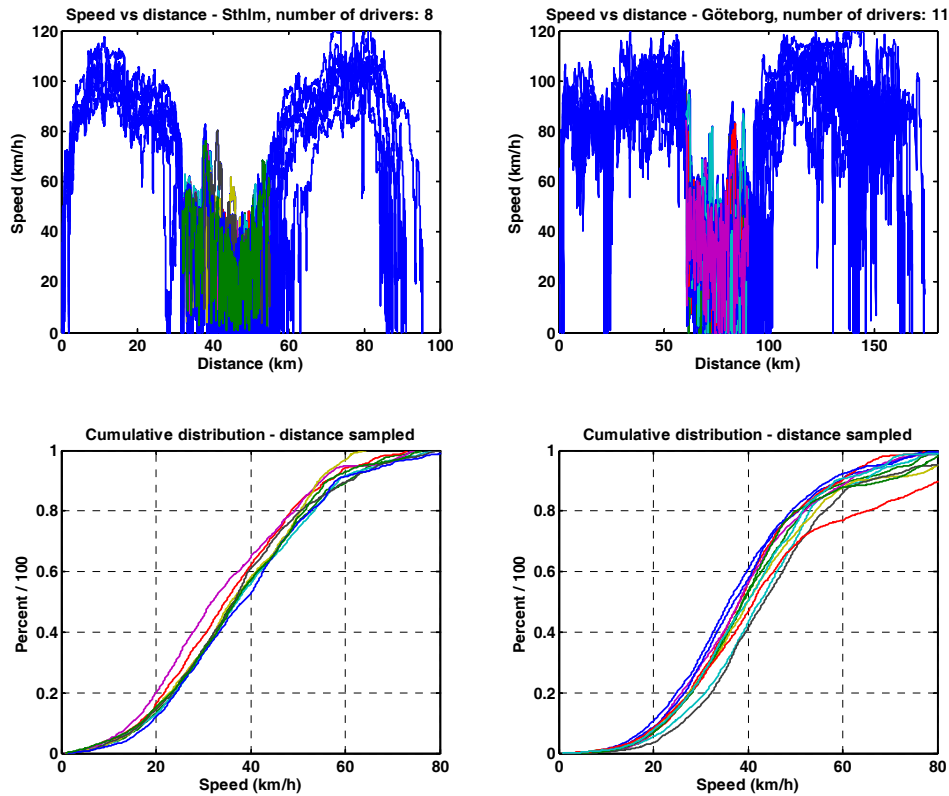 Speed vs distance - Sthlm, number of drivers: 8
120
100
80
60
40
20
0
Speed (km/h)
0 20 40 60 80 100
Distance (km)
Speed vs distance - Göteborg, number of drivers: 11
120
100
80
60
40
20
0
Speed (km/h)
0 50 100 150
Distance (km)
Cumulative distribution - distance sampled
1
0.8
0.6
0.4
0.2
0
Percent / 100
0 20 40 60 80
Speed (km/h)
Cumulative distribution - distance sampled
1
0.8
0.6
0.4
0.2
0
Percent / 100
0 20 40 60 80
Speed (km/h)